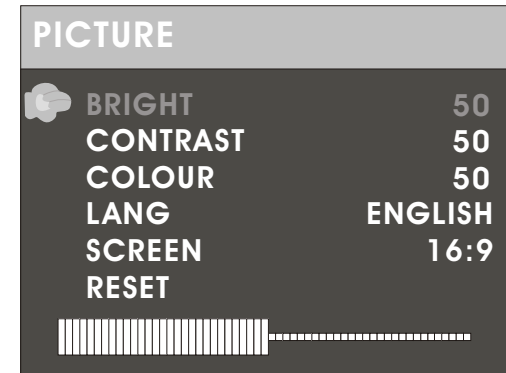 PICTURE
BRIGHT 50
CONTRAST 50
COLOUR 50
LANG ENGLISH
SCREEN 16:9
RESET